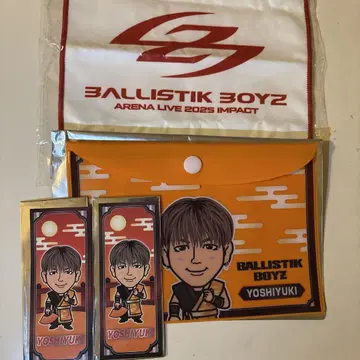 BALLISTIK BOYZ
ARENA LIVE 2025 IMPACT
BALLISTIK
BOYZ
YOSHIYUKI
YOSHIYUKI
YOSHIYUKI